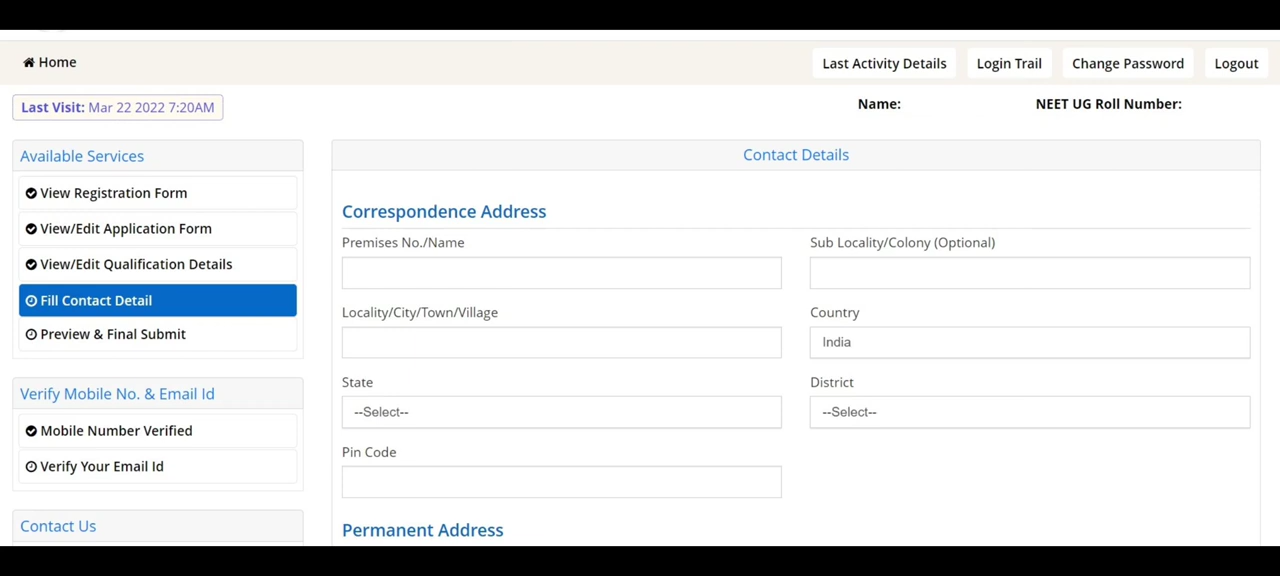 Home
Last Activity Details
Login Trail
Change Password
Logout
Last Visit: Mar 22 2022 7:20AM
Name:
NEET UG Roll Number:
Available Services
View Registration Form
View/Edit Application Form
View/Edit Qualification Details
Fill Contact Detail
Preview & Final Submit
Verify Mobile No. & Email Id
Mobile Number Verified
Verify Your Email Id
Contact Us
Contact Details
Correspondence Address
Premises No./Name
Sub Locality/Colony (Optional)
Locality/City/Town/Village
Country
India
State
District
--Select--
--Select--
Pin Code
Permanent Address